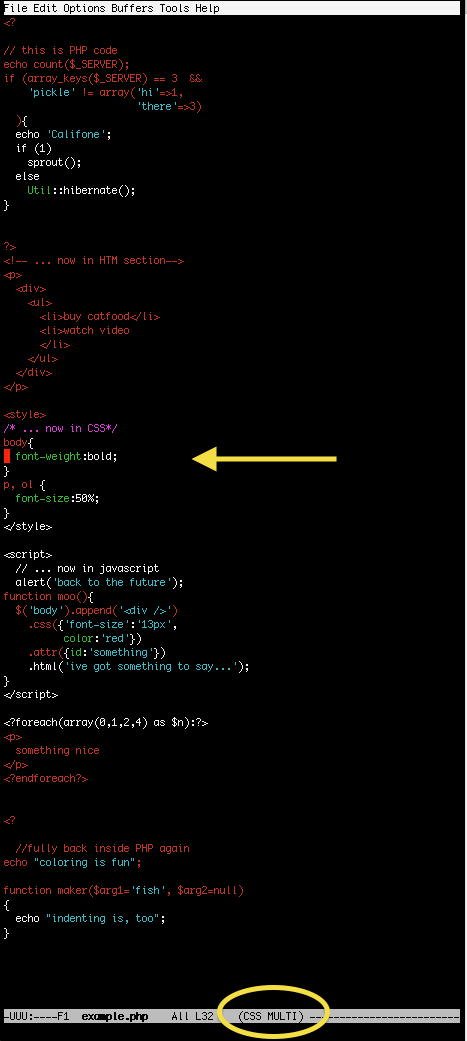 File Edit Options Buffers Tools Help
<?
// this is PHP code
echo count($_SERVER);
if (array_keys($_SERVER) == 3  &&
    'pickle' != array('hi'=>1,
                      'there'=>3)
  ){
  echo 'Califone';
  if (1)
    sprout();
  else
    Util::hibernate();
}
?>
<!-- ... now in HTM section-->
<p>
  <div>
    <ul>
      <li>buy catfood</li>
      <li>watch video
      </li>
    </ul>
  </div>
</p>
<style>
/* ... now in CSS*/
body{
  font-weight:bold;
}
p, ol {
  font-size:50%;
}
</style>
<script>
  // ... now in javascript
  alert('back to the future');
function moo(){
  $('body').append('<div />')
    .css({'font-size':'13px',
          color:'red'})
    .attr({id:'something'})
    .html('ive got something to say...');
}
</script>
<?foreach(array(0,1,2,4) as $n):?>
<p>
  something nice
</p>
<?endforeach?>
<?
  //fully back inside PHP again
echo "coloring is fun";
function maker($arg1='fish', $arg2=null)
{
  echo "indenting is, too";
}
-UUU:----F1  example.php    All L32    (CSS MULTI) ----------------------